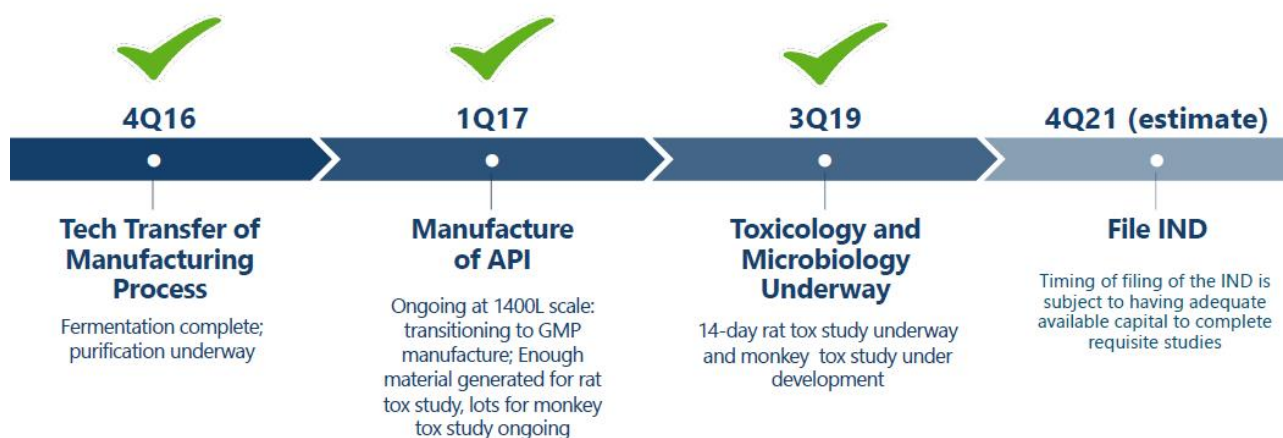 4Q16
Tech Transfer of
Manufacturing
Process
Fermentation complete;
purification underway
1Q17
Manufacture
of API
Ongoing at 1400L scale:
transitioning to GMP
manufacture; Enough
material generated for rat
tox study, lots for monkey
tox study ongoing
3Q19
Toxicology and
Microbiology
Underway
14-day rat tox study underway
and monkey tox study under
development
4Q21 (estimate)
File IND
Timing of filing of the IND is
subject to having adequate
available capital to complete
requisite studies